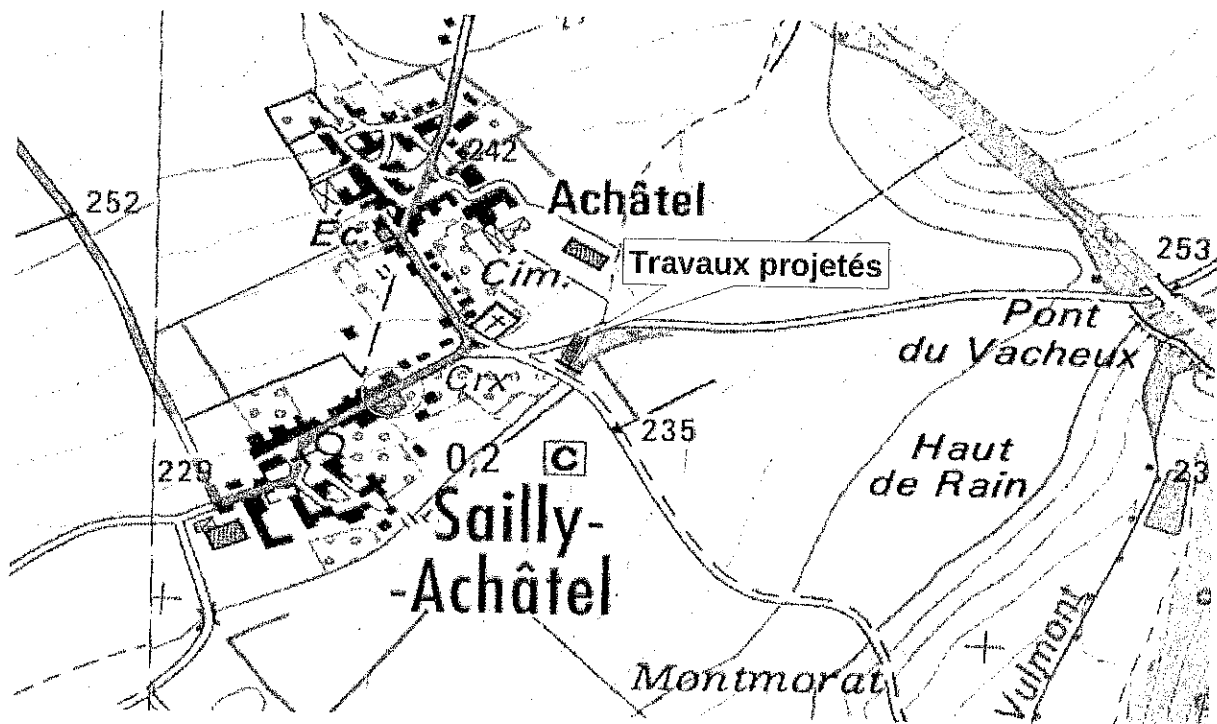 242
252
Achâtel
Ec.
Cim.
Travaux projetés
253
Pont
du Vacheux
Crx
235
Haut
de Rain
229
0,2
C
23
Sailly-
-Achâtel
Montmorat
Vulmont